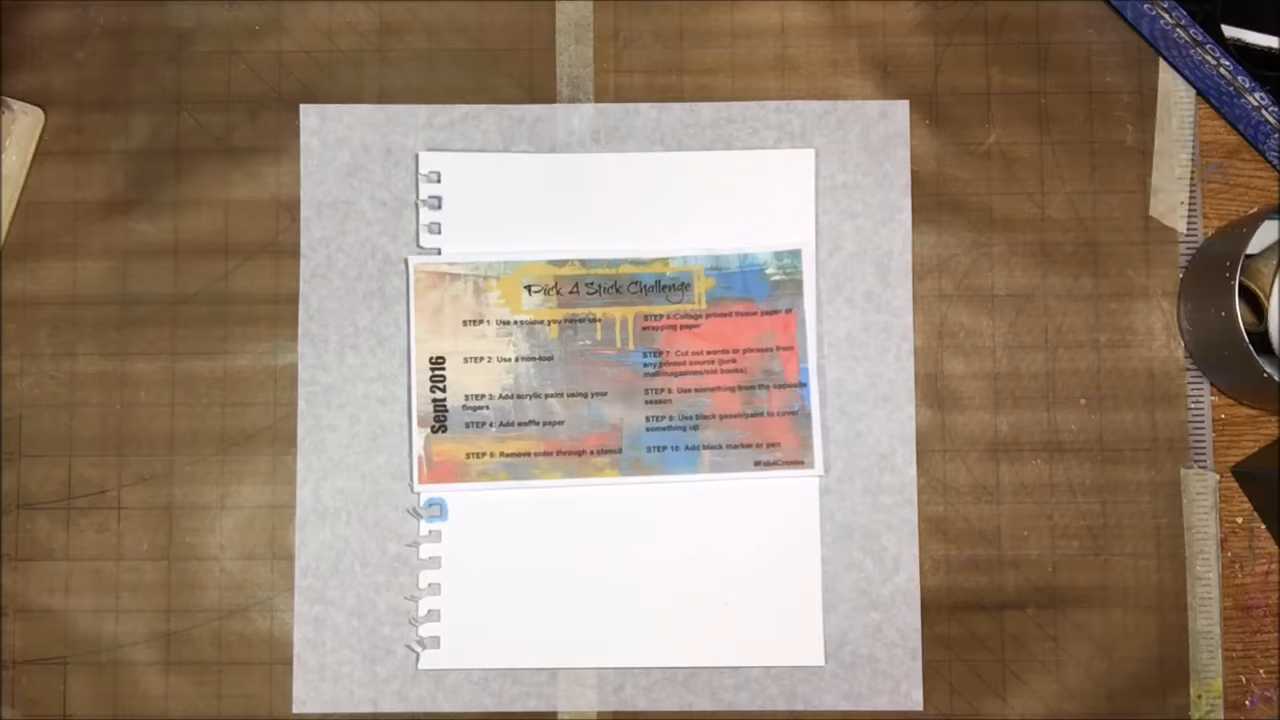 Pick A Stick Challenge
Sept 2016
STEP 1: Use a colour you never use
STEP 2: Use a non-tool
STEP 3: Add acrylic paint using your
fingers
STEP 4: Add waffle paper
STEP 5: Remove color through a stencil
STEP 6:Collage printed tissue paper or
wrapping paper
STEP 7: Cut out words or phrases from
any printed source (junk
mail/magazines/old books)
STEP 8: Use something from the opposite
season
STEP 9: Use black gesso/paint to cover
something up
STEP 10: Add black marker or pen